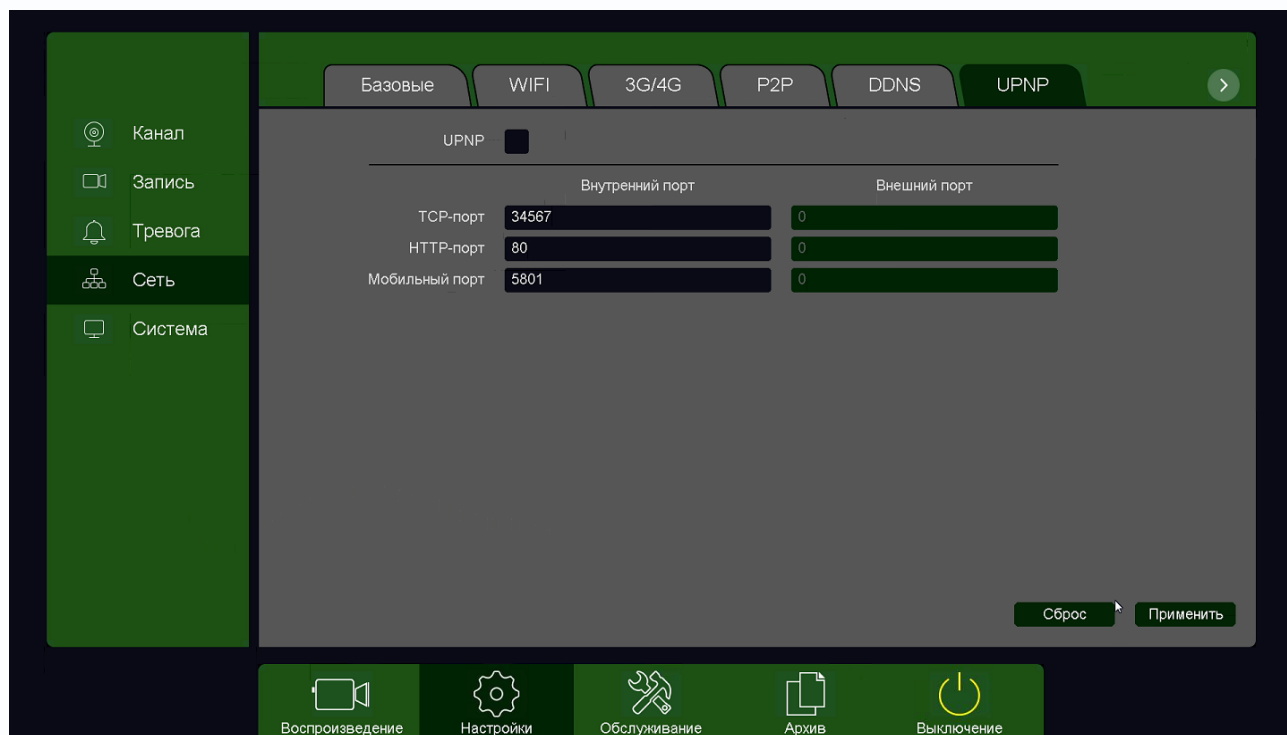 Базовые WIFI 3G/4G P2P DDNS UPNP
Канал
Запись
Тревога
Сеть
Система
UPNP
Внутренний порт Внешний порт
TCP-порт 34567 0
HTTP-порт 80 0
Мобильный порт 5801 0
Сброс Применить
Воспроизведение Настройки Обслуживание Архив Выключение